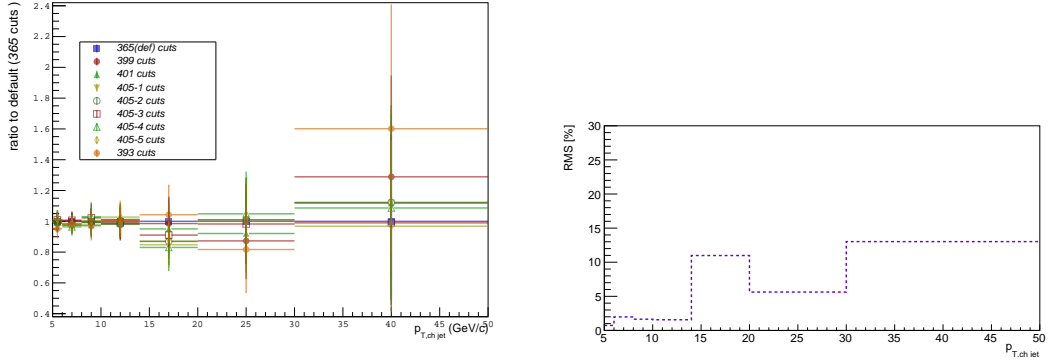 ratio to default (365 cuts )
2.4
2.2
2
1.8
1.6
1.4
1.2
1
0.8
0.6
0.4
365(def) cuts
399 cuts
401 cuts
405-1 cuts
405-2 cuts
405-3 cuts
405-4 cuts
405-5 cuts
393 cuts
5 10 15 20 25 30 35 40 45 50
p T,ch jet (GeV/c)
RMS [%]
30
25
20
15
10
5
0
5 10 15 20 25 30 35 40 45 50
p T,ch jet